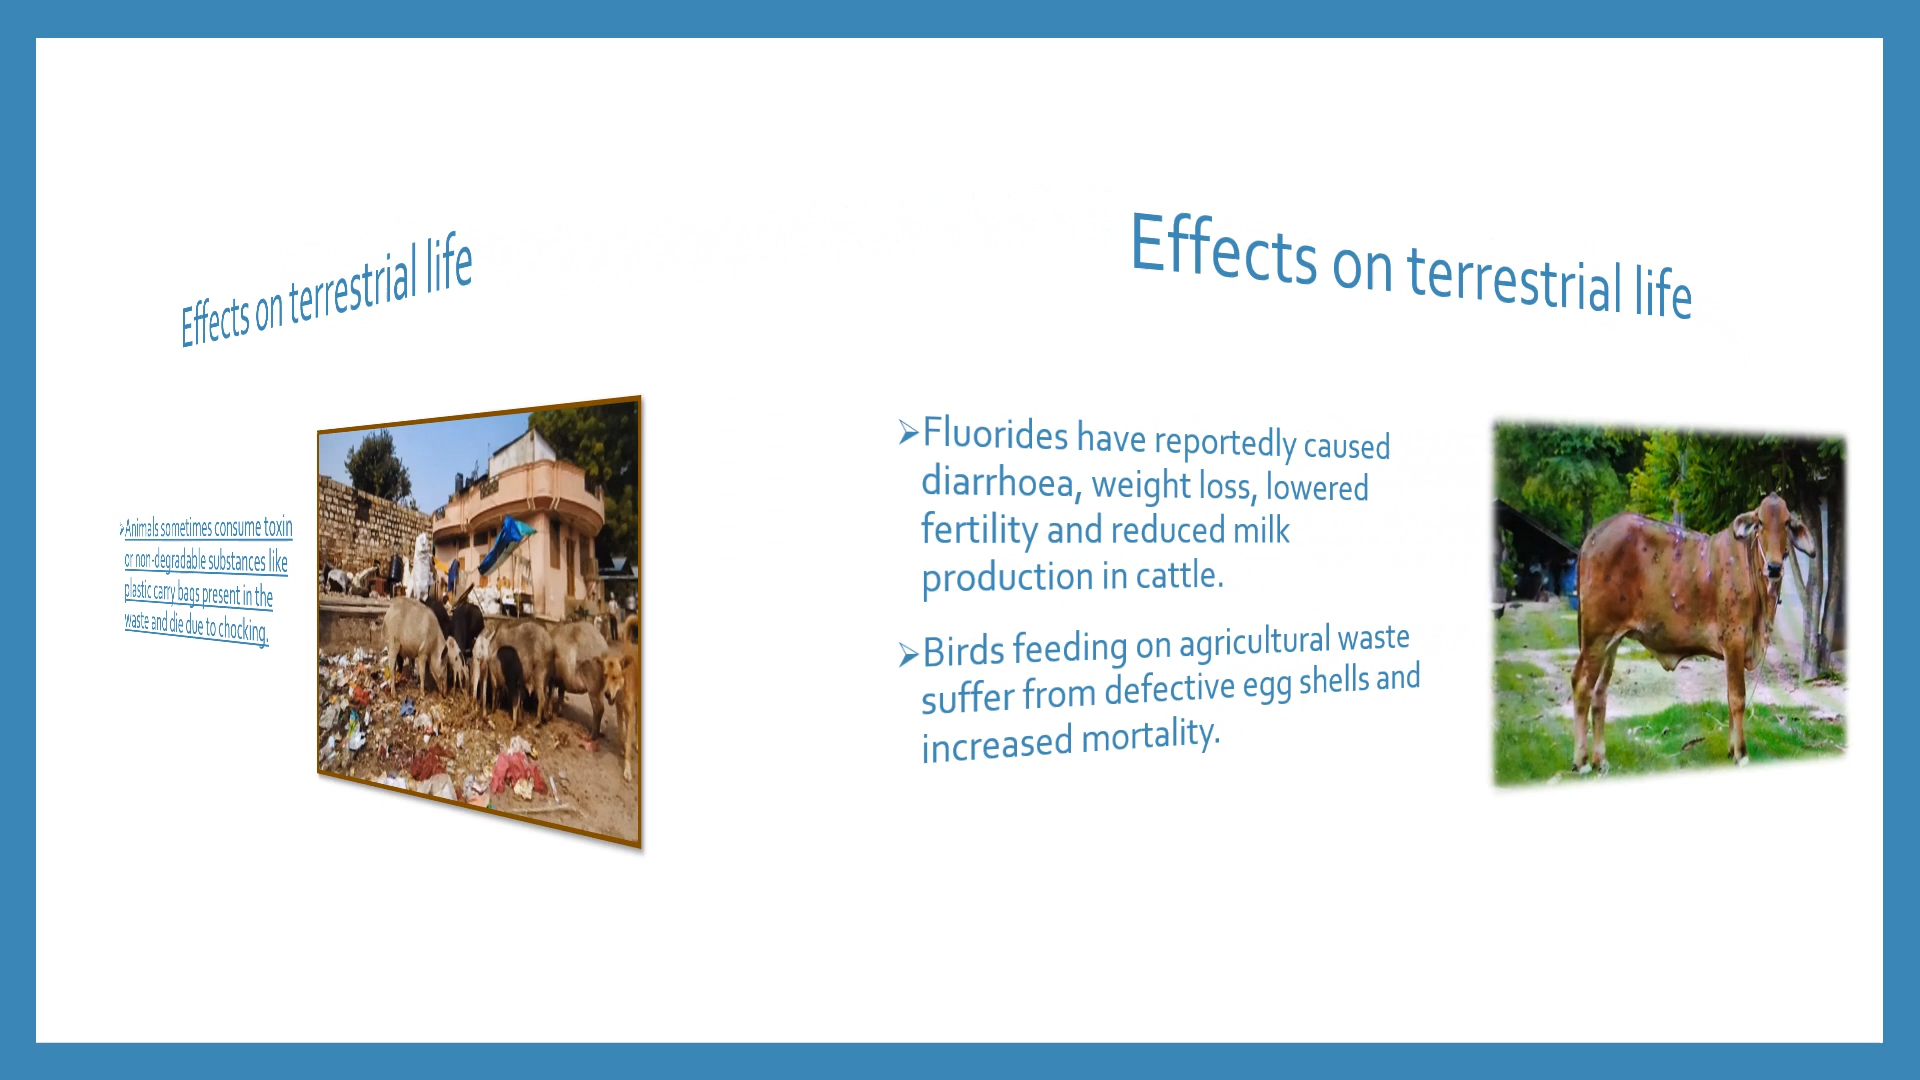 Effects on terrestrial life
➢Animals sometimes consume toxin
or non-degradable substances like
plastic carry bags present in the
waste and die due to chocking.
Effects on terrestrial life
➢Fluorides have reportedly caused
diarrhoea, weight loss, lowered
fertility and reduced milk
production in cattle.
➢Birds feeding on agricultural waste
suffer from defective egg shells and
increased mortality.